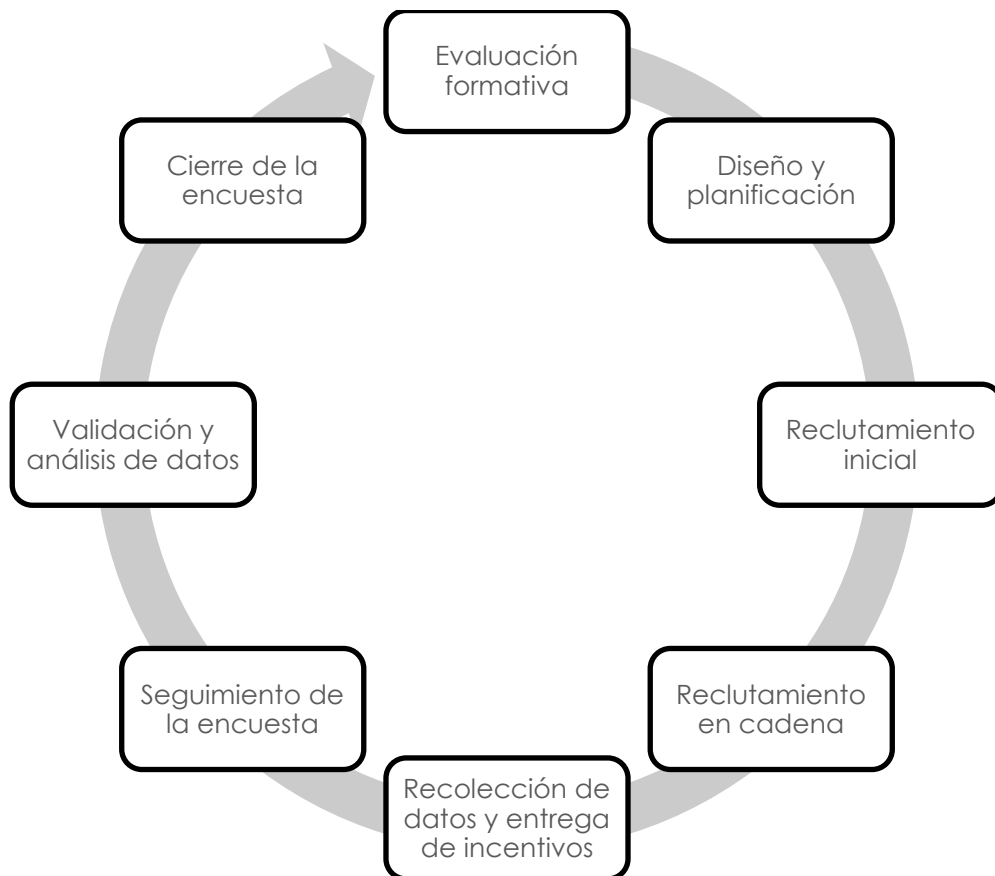 Evaluación
formativa
Diseño y
planificación
Reclutamiento
inicial
Reclutamiento
en cadena
Recolección de
datos y entrega
de incentivos
Seguimiento de
la encuesta
Validación y
análisis de datos
Cierre de la
encuesta